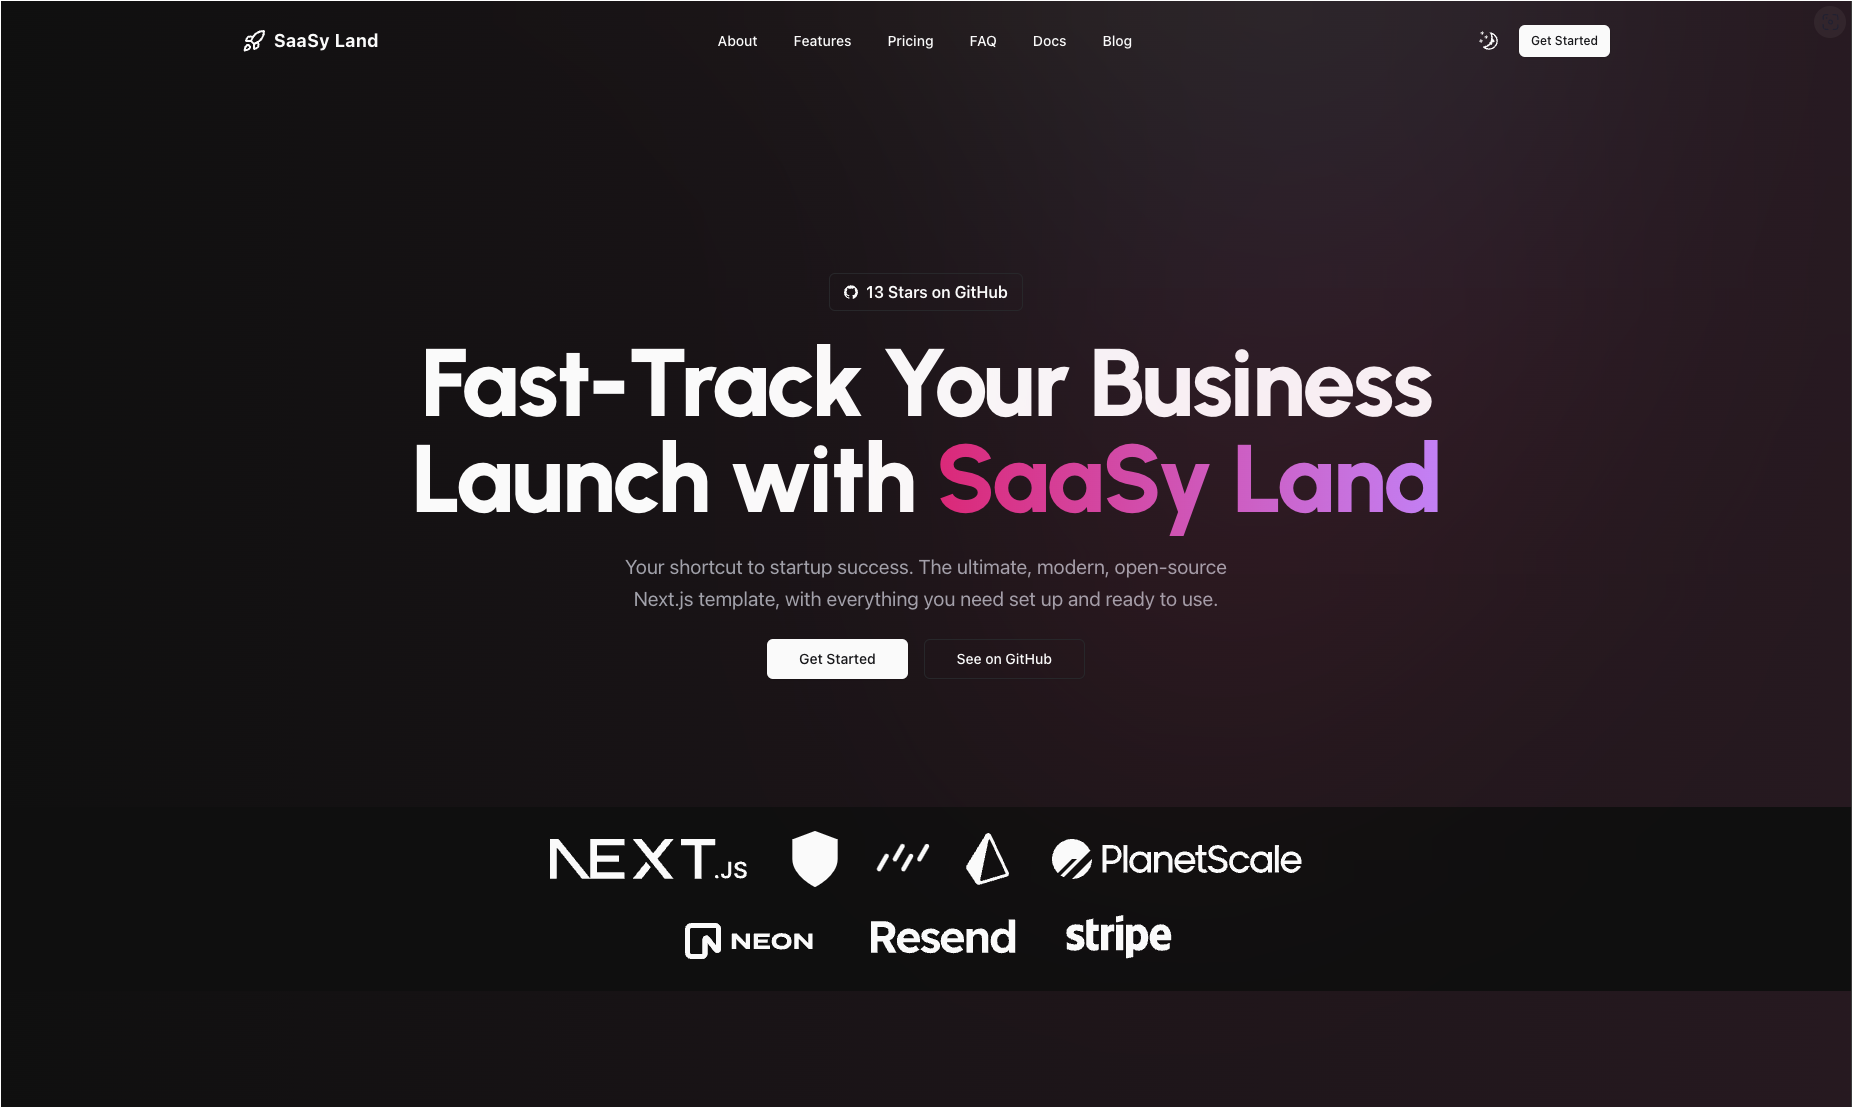 SaaSy Land
About
Features
Pricing
FAQ
Docs
Blog
Get Started
13 Stars on GitHub
Fast-Track Your Business
Launch with SaaSy Land
Your shortcut to startup success. The ultimate, modern, open-source
Next.js template, with everything you need set up and ready to use.
Get Started
See on GitHub
NEXT.JS
PlanetScale
NEON
Resend
stripe